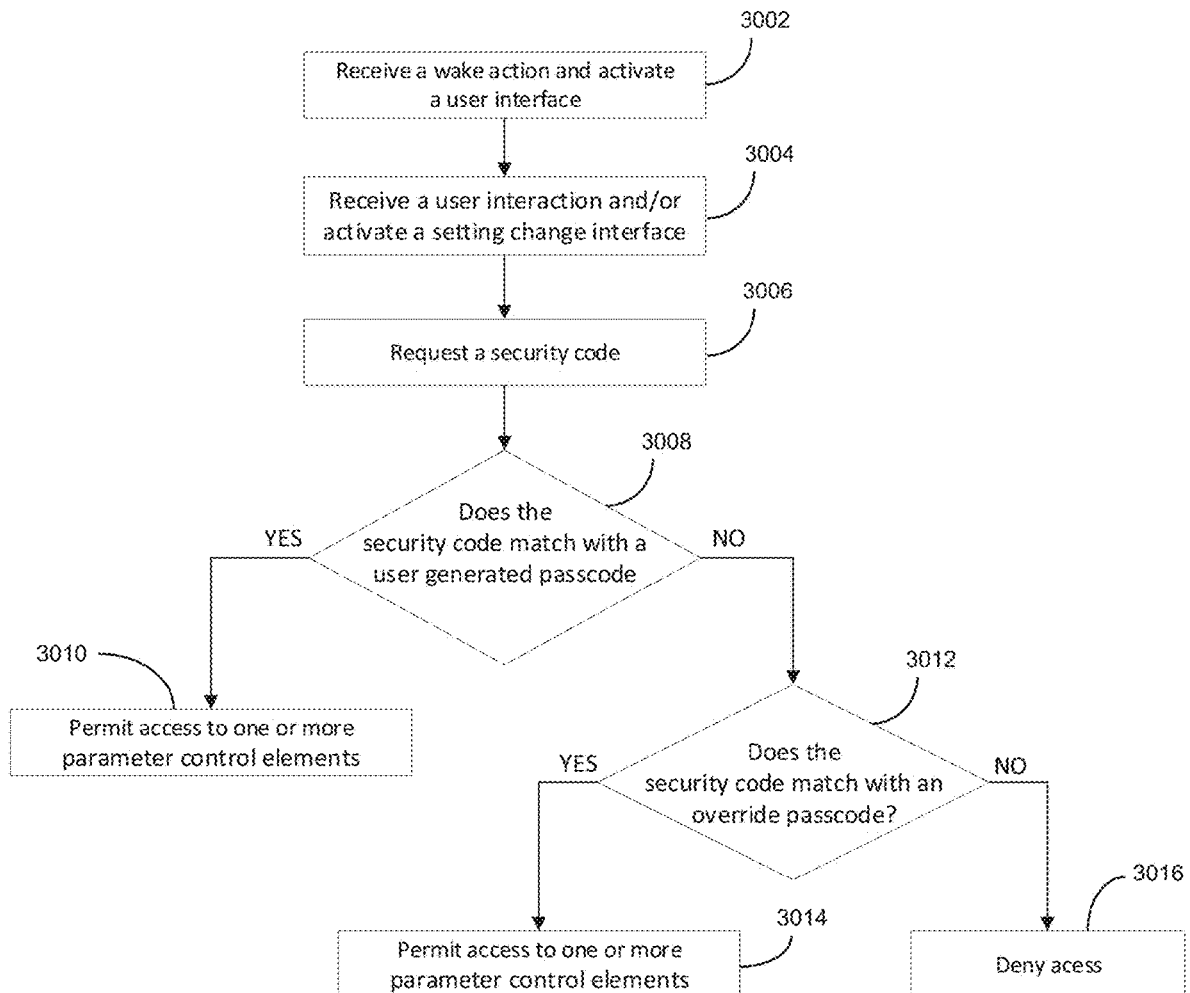 3002
Receive a wake action and activate
a user interface
3004
Receive a user interaction and/or
activate a setting change interface
3006
Request a security code
3008
Does the
security code match with a
user generated passcode
YES
NO
3010
Permit access to one or more
parameter control elements
3012
Does the
security code match with an
override passcode?
YES
NO
3014
Permit access to one or more
parameter control elements
3016
Deny acess